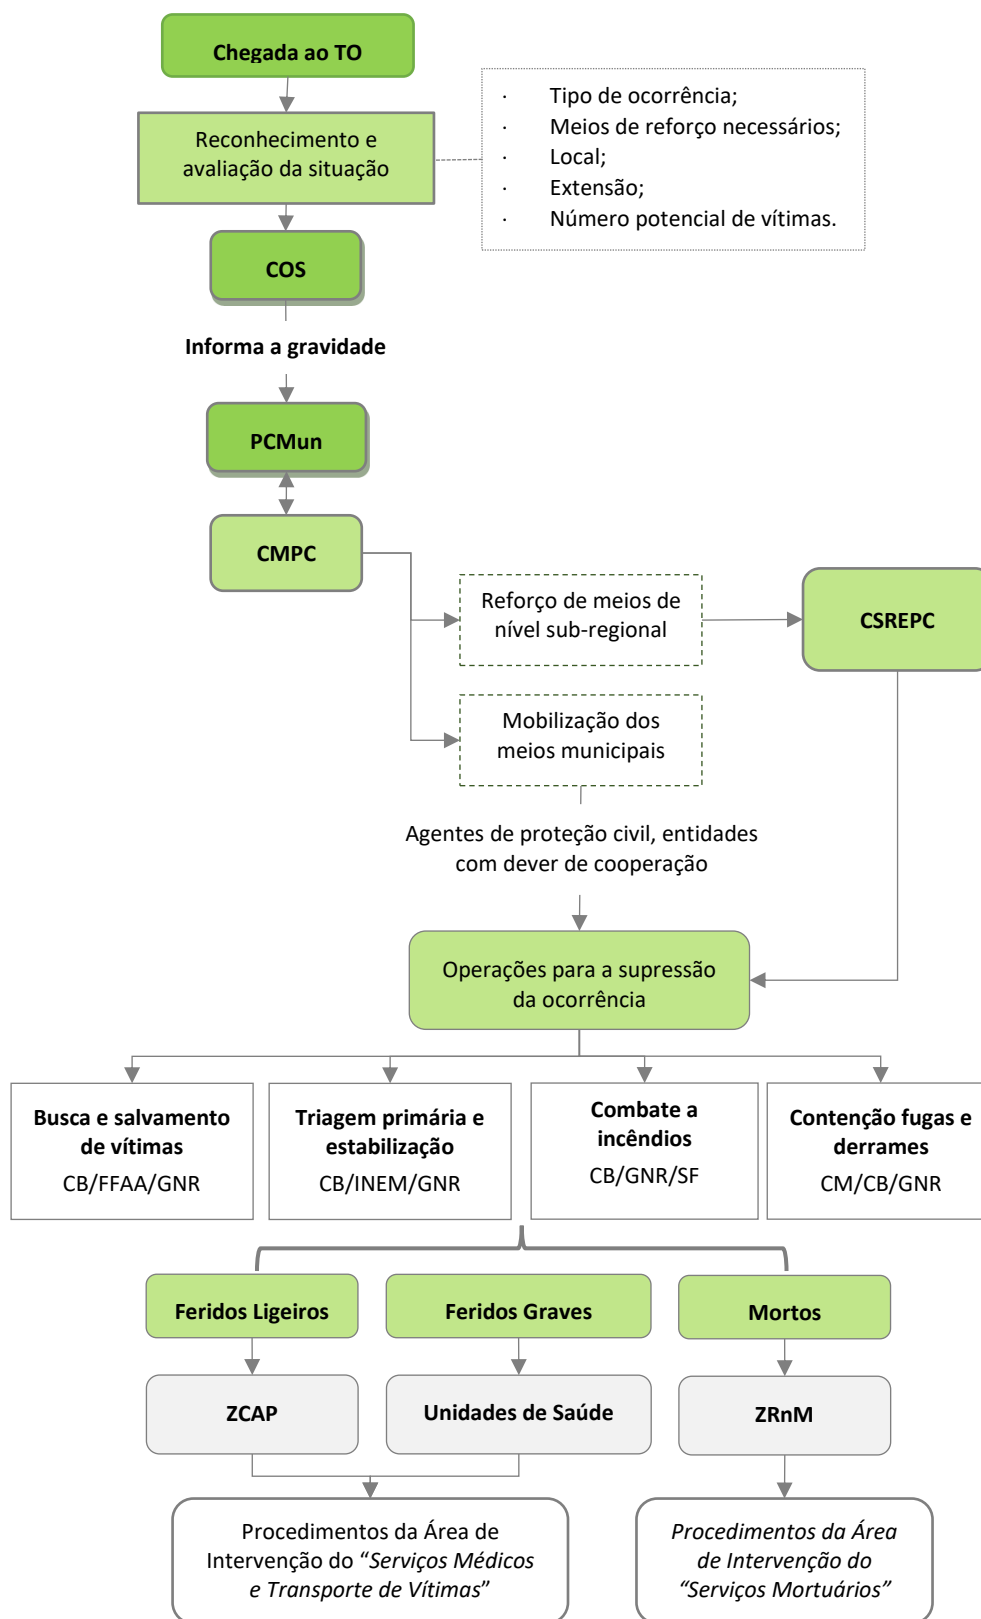 Chegada ao TO
· Tipo de ocorrência;
· Meios de reforço necessários;
· Local;
· Extensão;
· Número potencial de vítimas.
Reconhecimento e
avaliação da situação
COS
Informa a gravidade
PCMun
CMPC
Reforço de meios de
nível sub-regional
CSREPC
Mobilização dos
meios municipais
Agentes de proteção civil, entidades
com dever de cooperação
Operações para a supressão
da ocorrência
Busca e salvamento
de vítimas
CB/FFAA/GNR
Triagem primária e
estabilização
CB/INEM/GNR
Combate a
incêndios
CB/GNR/SF
Contenção fugas e
derrames
CM/CB/GNR
Feridos Ligeiros
Feridos Graves
Mortos
ZCAP
Unidades de Saúde
ZRnM
Procedimentos da Área de
Intervenção do “Serviços Médicos
e Transporte de Vítimas”
Procedimentos da Área
de Intervenção do
“Serviços Mortuários”